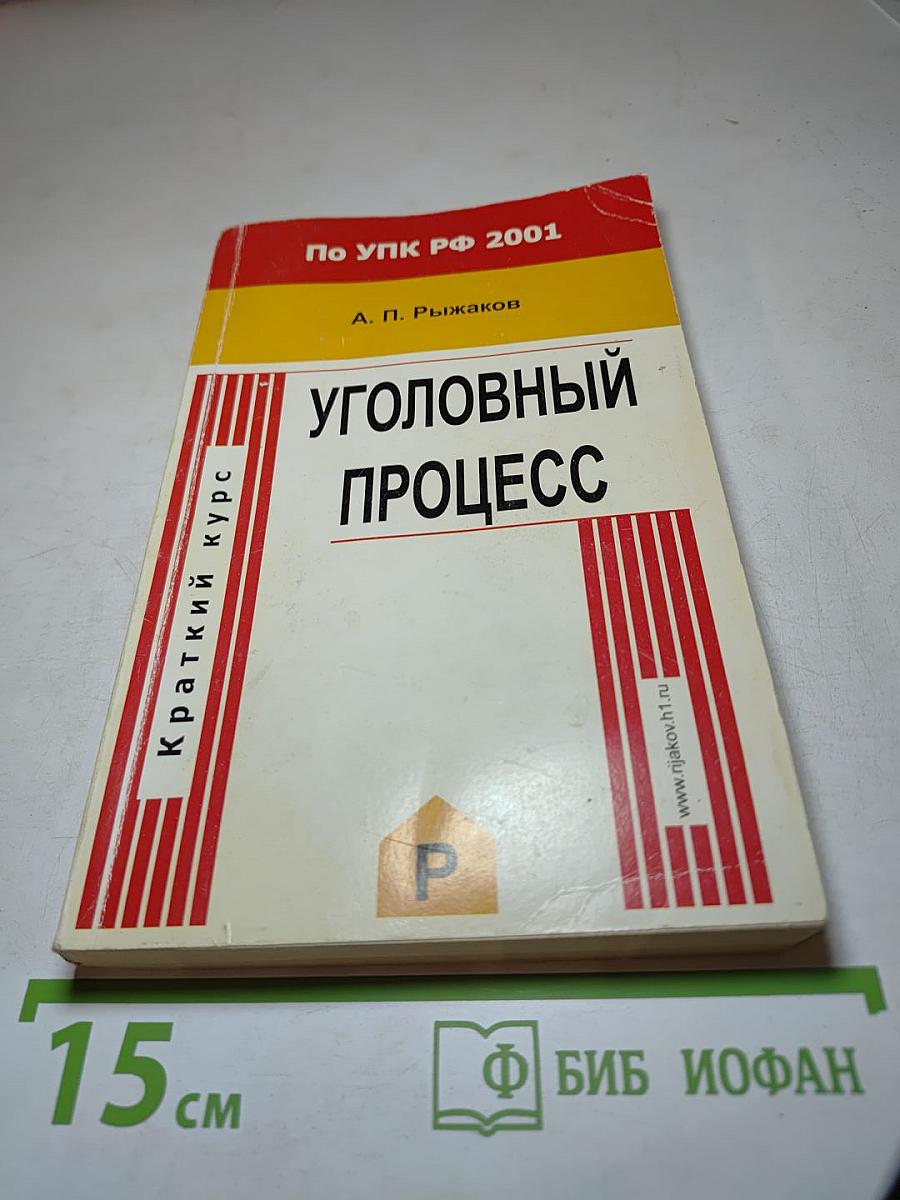 По УПК РФ 2001
А. П. Рыжаков
УГОЛОВНЫЙ
ПРОЦЕСС
Краткий курс
www.rijakov.h1.ru
Р
15 см
Ф БИБ ИОФАН